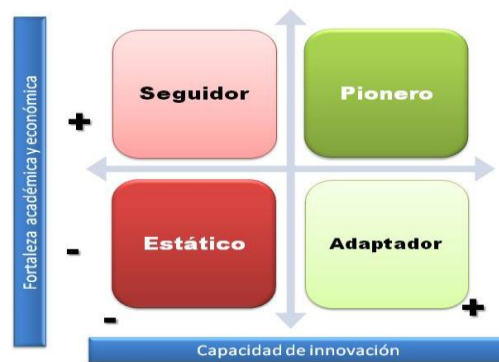 Fortaleza académica y económica
+
Seguidor
Pionero
-
Estático
Adaptador
-
+
Capacidad de innovación